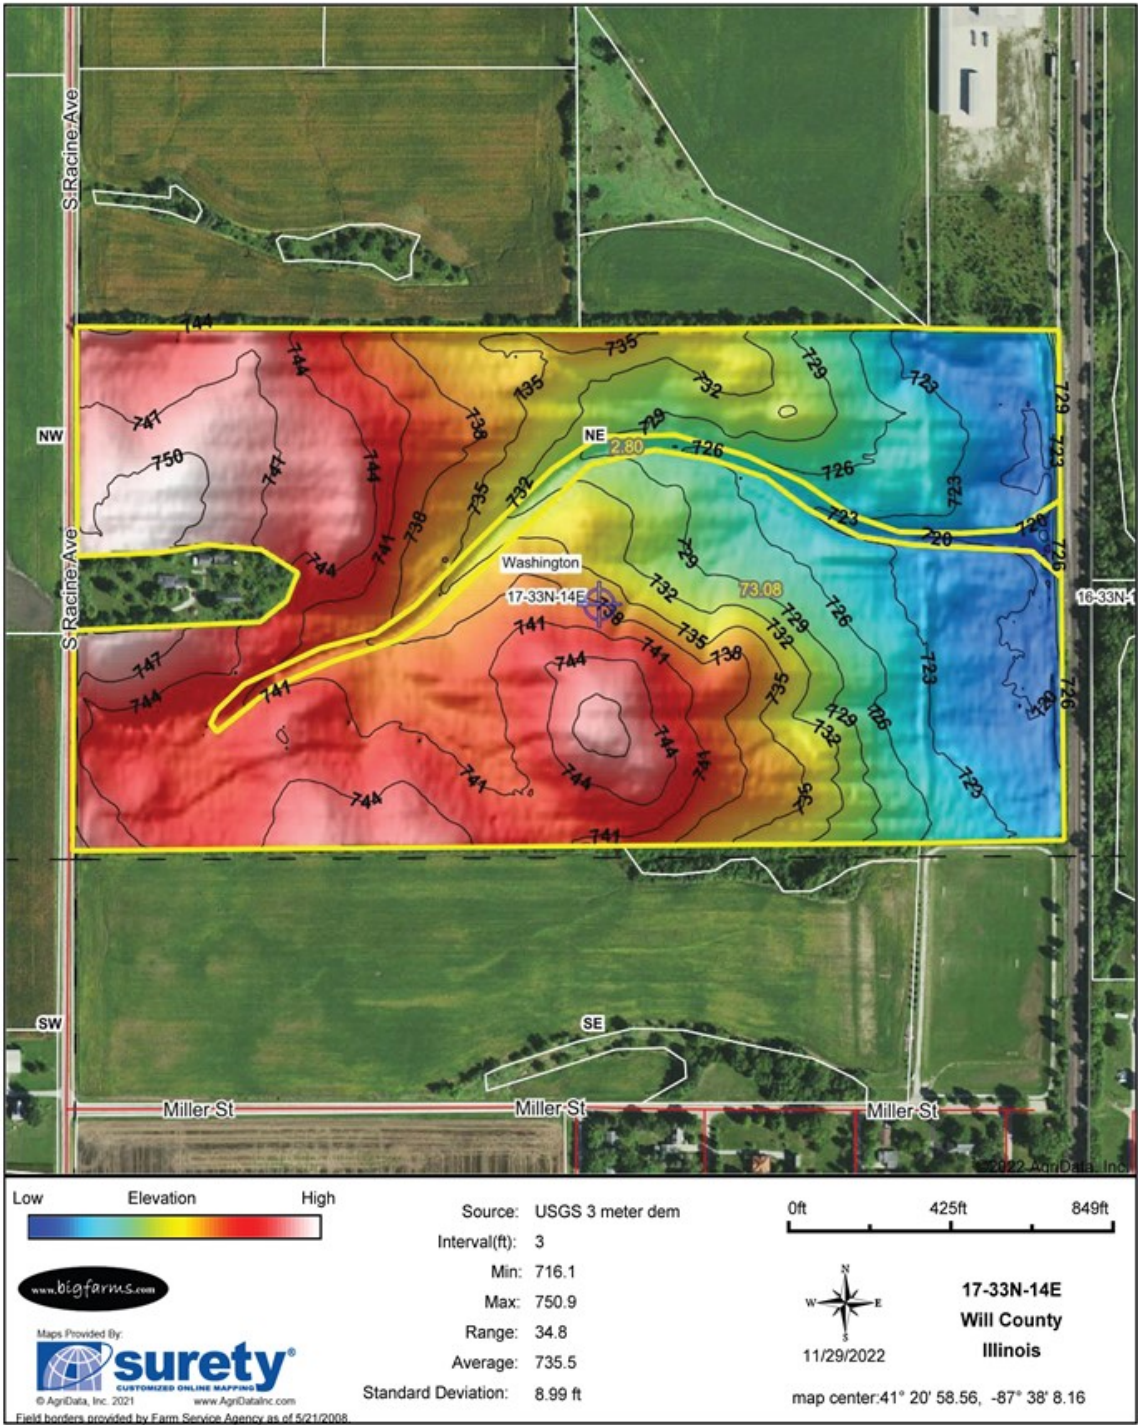 S Racine Ave
744
735
744
735
729
723
732
729
747
738
729
NW
NE
2.80
726
723
750
747
744
726
735
732
723
738
723
720
720
741
S Racine Ave
744
726
Washington
729
17-33N-14E
732
73.08
16-33N-1
738
729
726
741
735
732
741
738
747
744
723
735
726
744
741
720
729
726
732
744
741
741
744
723
744
735
741
SW
SE
Miller St
Miller St
Miller St
©2022 AgriData, Inc.
Low Elevation High
Source: USGS 3 meter dem
Interval(ft): 3
Min: 716.1
Max: 750.9
Range: 34.8
Average: 735.5
Standard Deviation: 8.99 ft
0ft 425ft 849ft
www.bigfarms.com
Maps Provided By:
surety®
CUSTOMIZED ONLINE MAPPING
© AgriData, Inc. 2021 www.AgriDataInc.com
Field borders provided by Farm Service Agency as of 5/21/2008.
N
W E
S
11/29/2022
17-33N-14E
Will County
Illinois
map center:41° 20' 58.56, -87° 38' 8.16